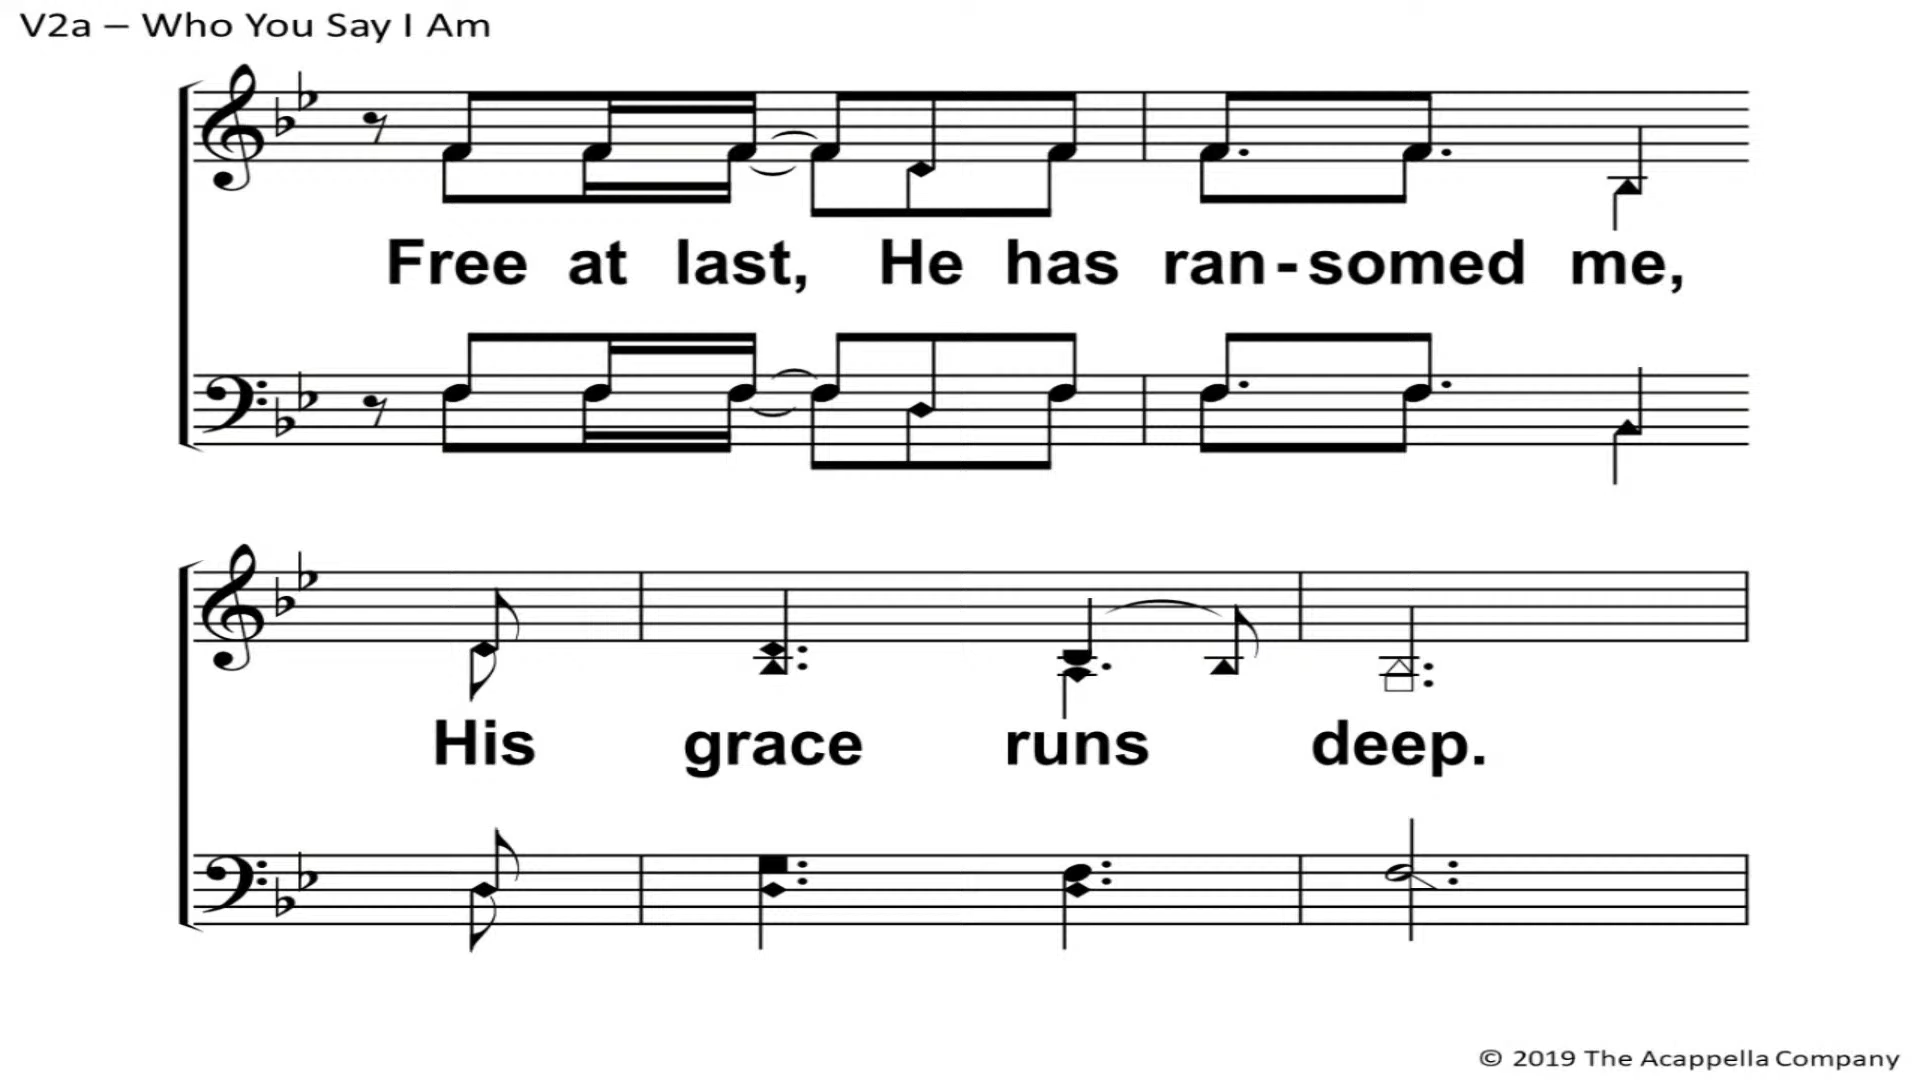 V2a – Who You Say I Am
Free at last, He has ran-somed me,
His grace runs deep.
© 2019 The Acappella Company